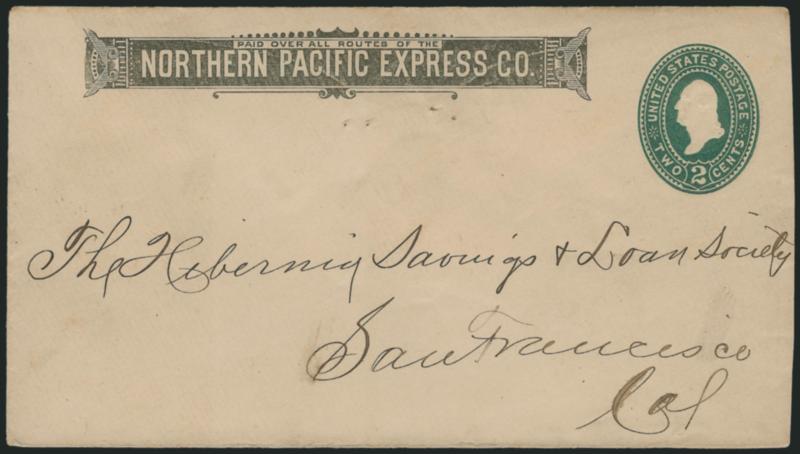 PAID OVER ALL ROUTES OF THE
NORTHERN PACIFIC EXPRESS CO.
UNITED STATES POSTAGE
TWO 2 CENTS
The Hibernia Savings & Loan Society
San Francisco
Cal